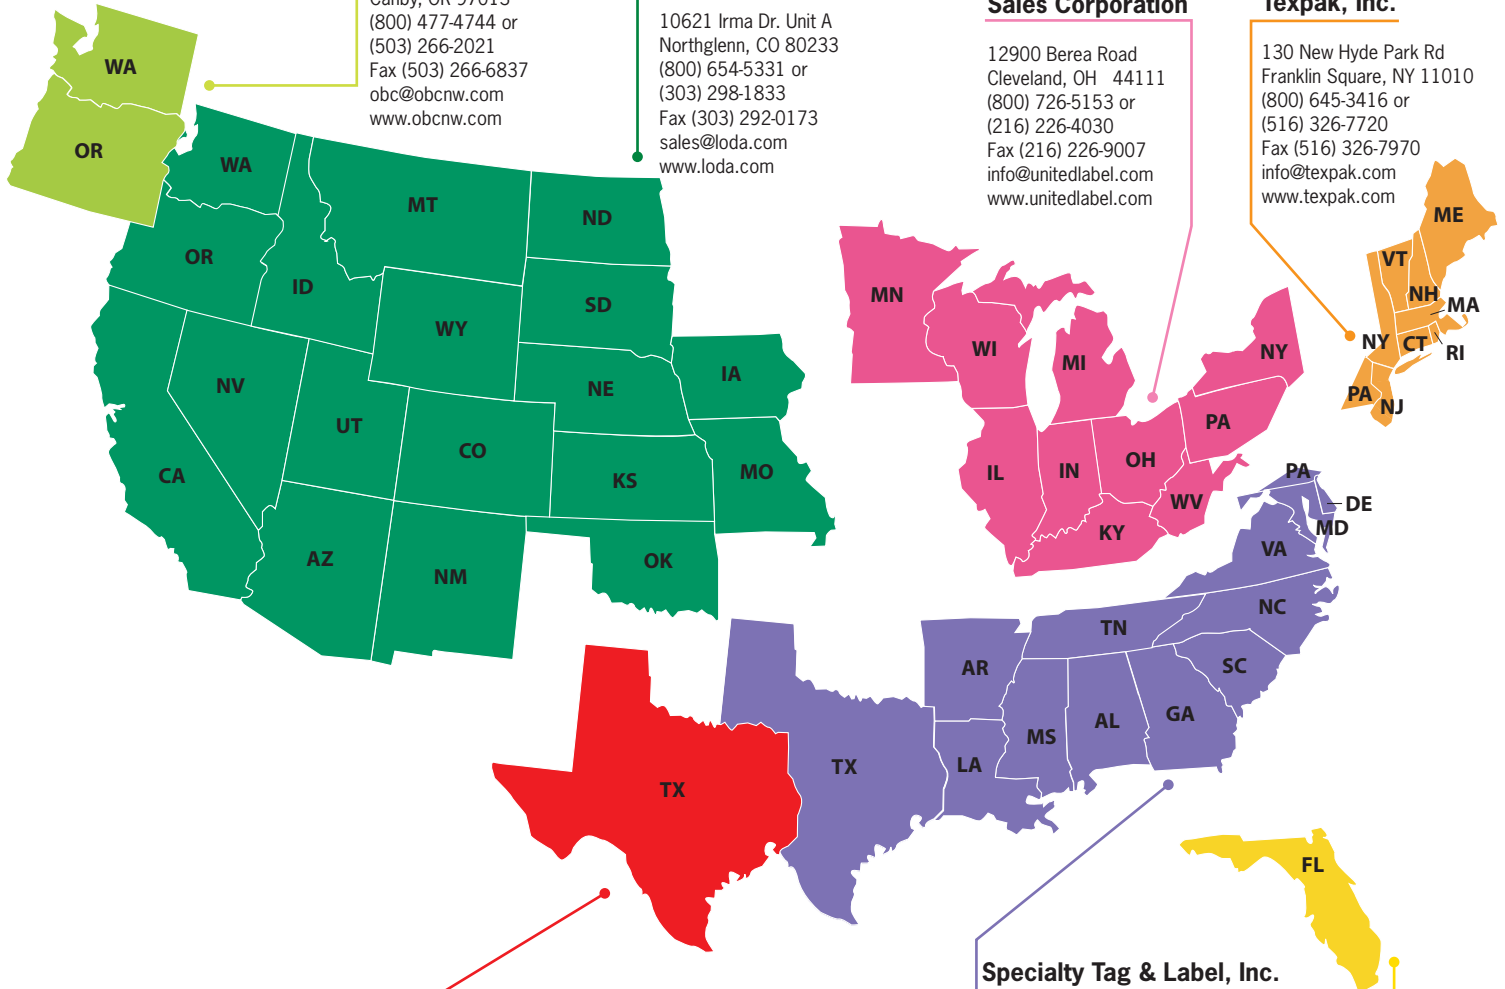 Canby, OR 97013
(800) 477-4744 or
(503) 266-2021
Fax (503) 266-6837
obc@obcnw.com
www.obcnw.com
10621 Irma Dr. Unit A
Northglenn, CO 80233
(800) 654-5331 or
(303) 298-1833
Fax (303) 292-0173
sales@loda.com
www.loda.com
Sales Corporation
12900 Berea Road
Cleveland, OH 44111
(800) 726-5153 or
(216) 226-4030
Fax (216) 226-9007
info@unitedlabel.com
www.unitedlabel.com
Texpak, Inc.
130 New Hyde Park Rd
Franklin Square, NY 11010
(800) 645-3416 or
(516) 326-7720
Fax (516) 326-7970
info@texpak.com
www.texpak.com
WA
OR
WA
OR
ID
MT
ND
SD
WY
NE
IA
NV
UT
CO
KS
MO
CA
AZ
NM
OK
MN
WI
MI
IL
IN
OH
KY
WV
PA
NY
ME
VT
NH
MA
NY
CT
RI
PA
NJ
PA
DE
MD
VA
NC
TN
SC
AR
MS
AL
GA
LA
TX
TX
FL
Specialty Tag & Label, Inc.